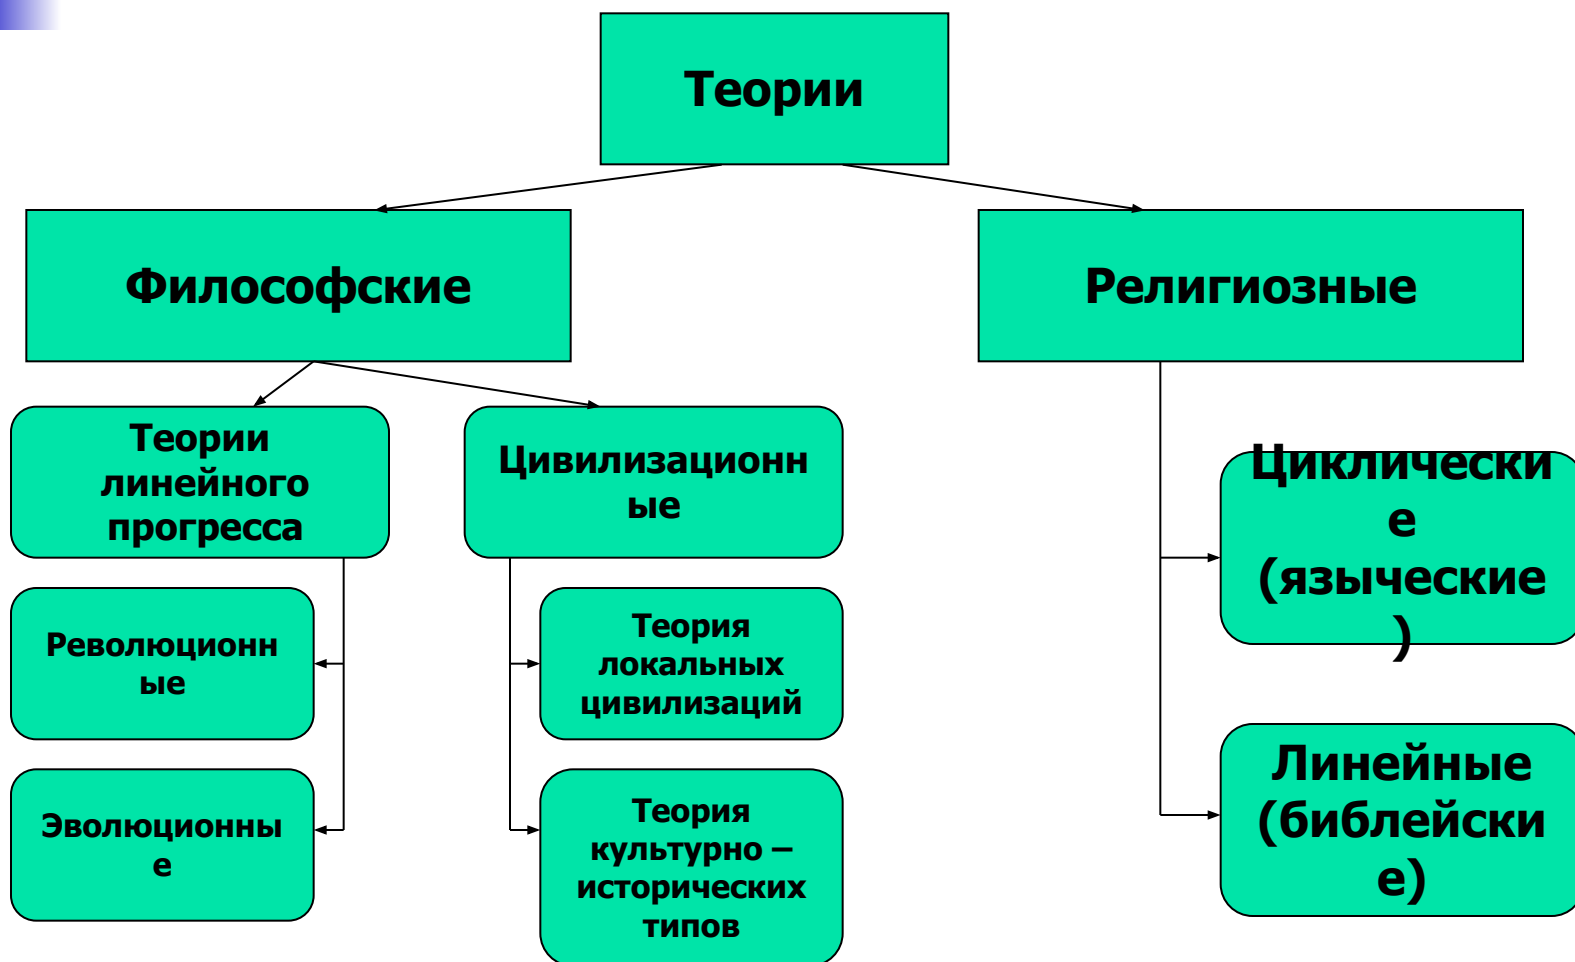 Теории
Философские
Религиозные
Теории
линейного
прогресса
Цивилизационн
ые
Революционн
ые
Эволюционны
е
Теория
локальных
цивилизаций
Теория
культурно –
исторических
типов
Циклически
е
(языческие
)
Линейные
(библейски
е)